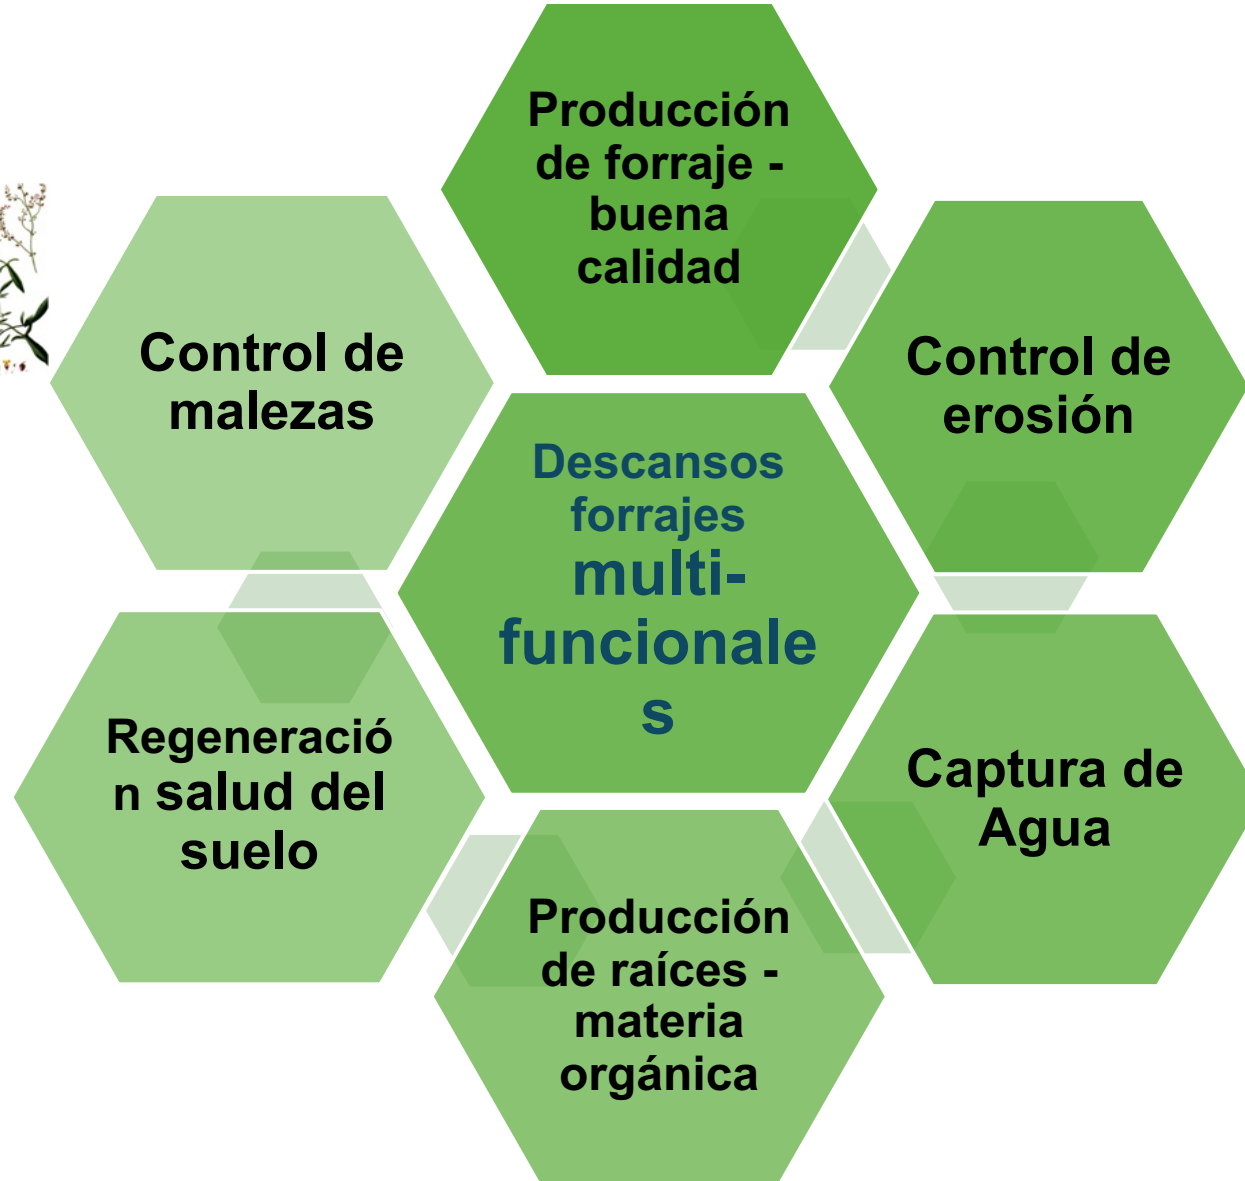 Producción
de forraje -
buena
calidad
Control de
erosión
Captura de
Agua
Producción
de raíces -
materia
orgánica
Regeneració
n salud del
suelo
Control de
malezas
Descansos
forrajes
multi-
funcionale
s